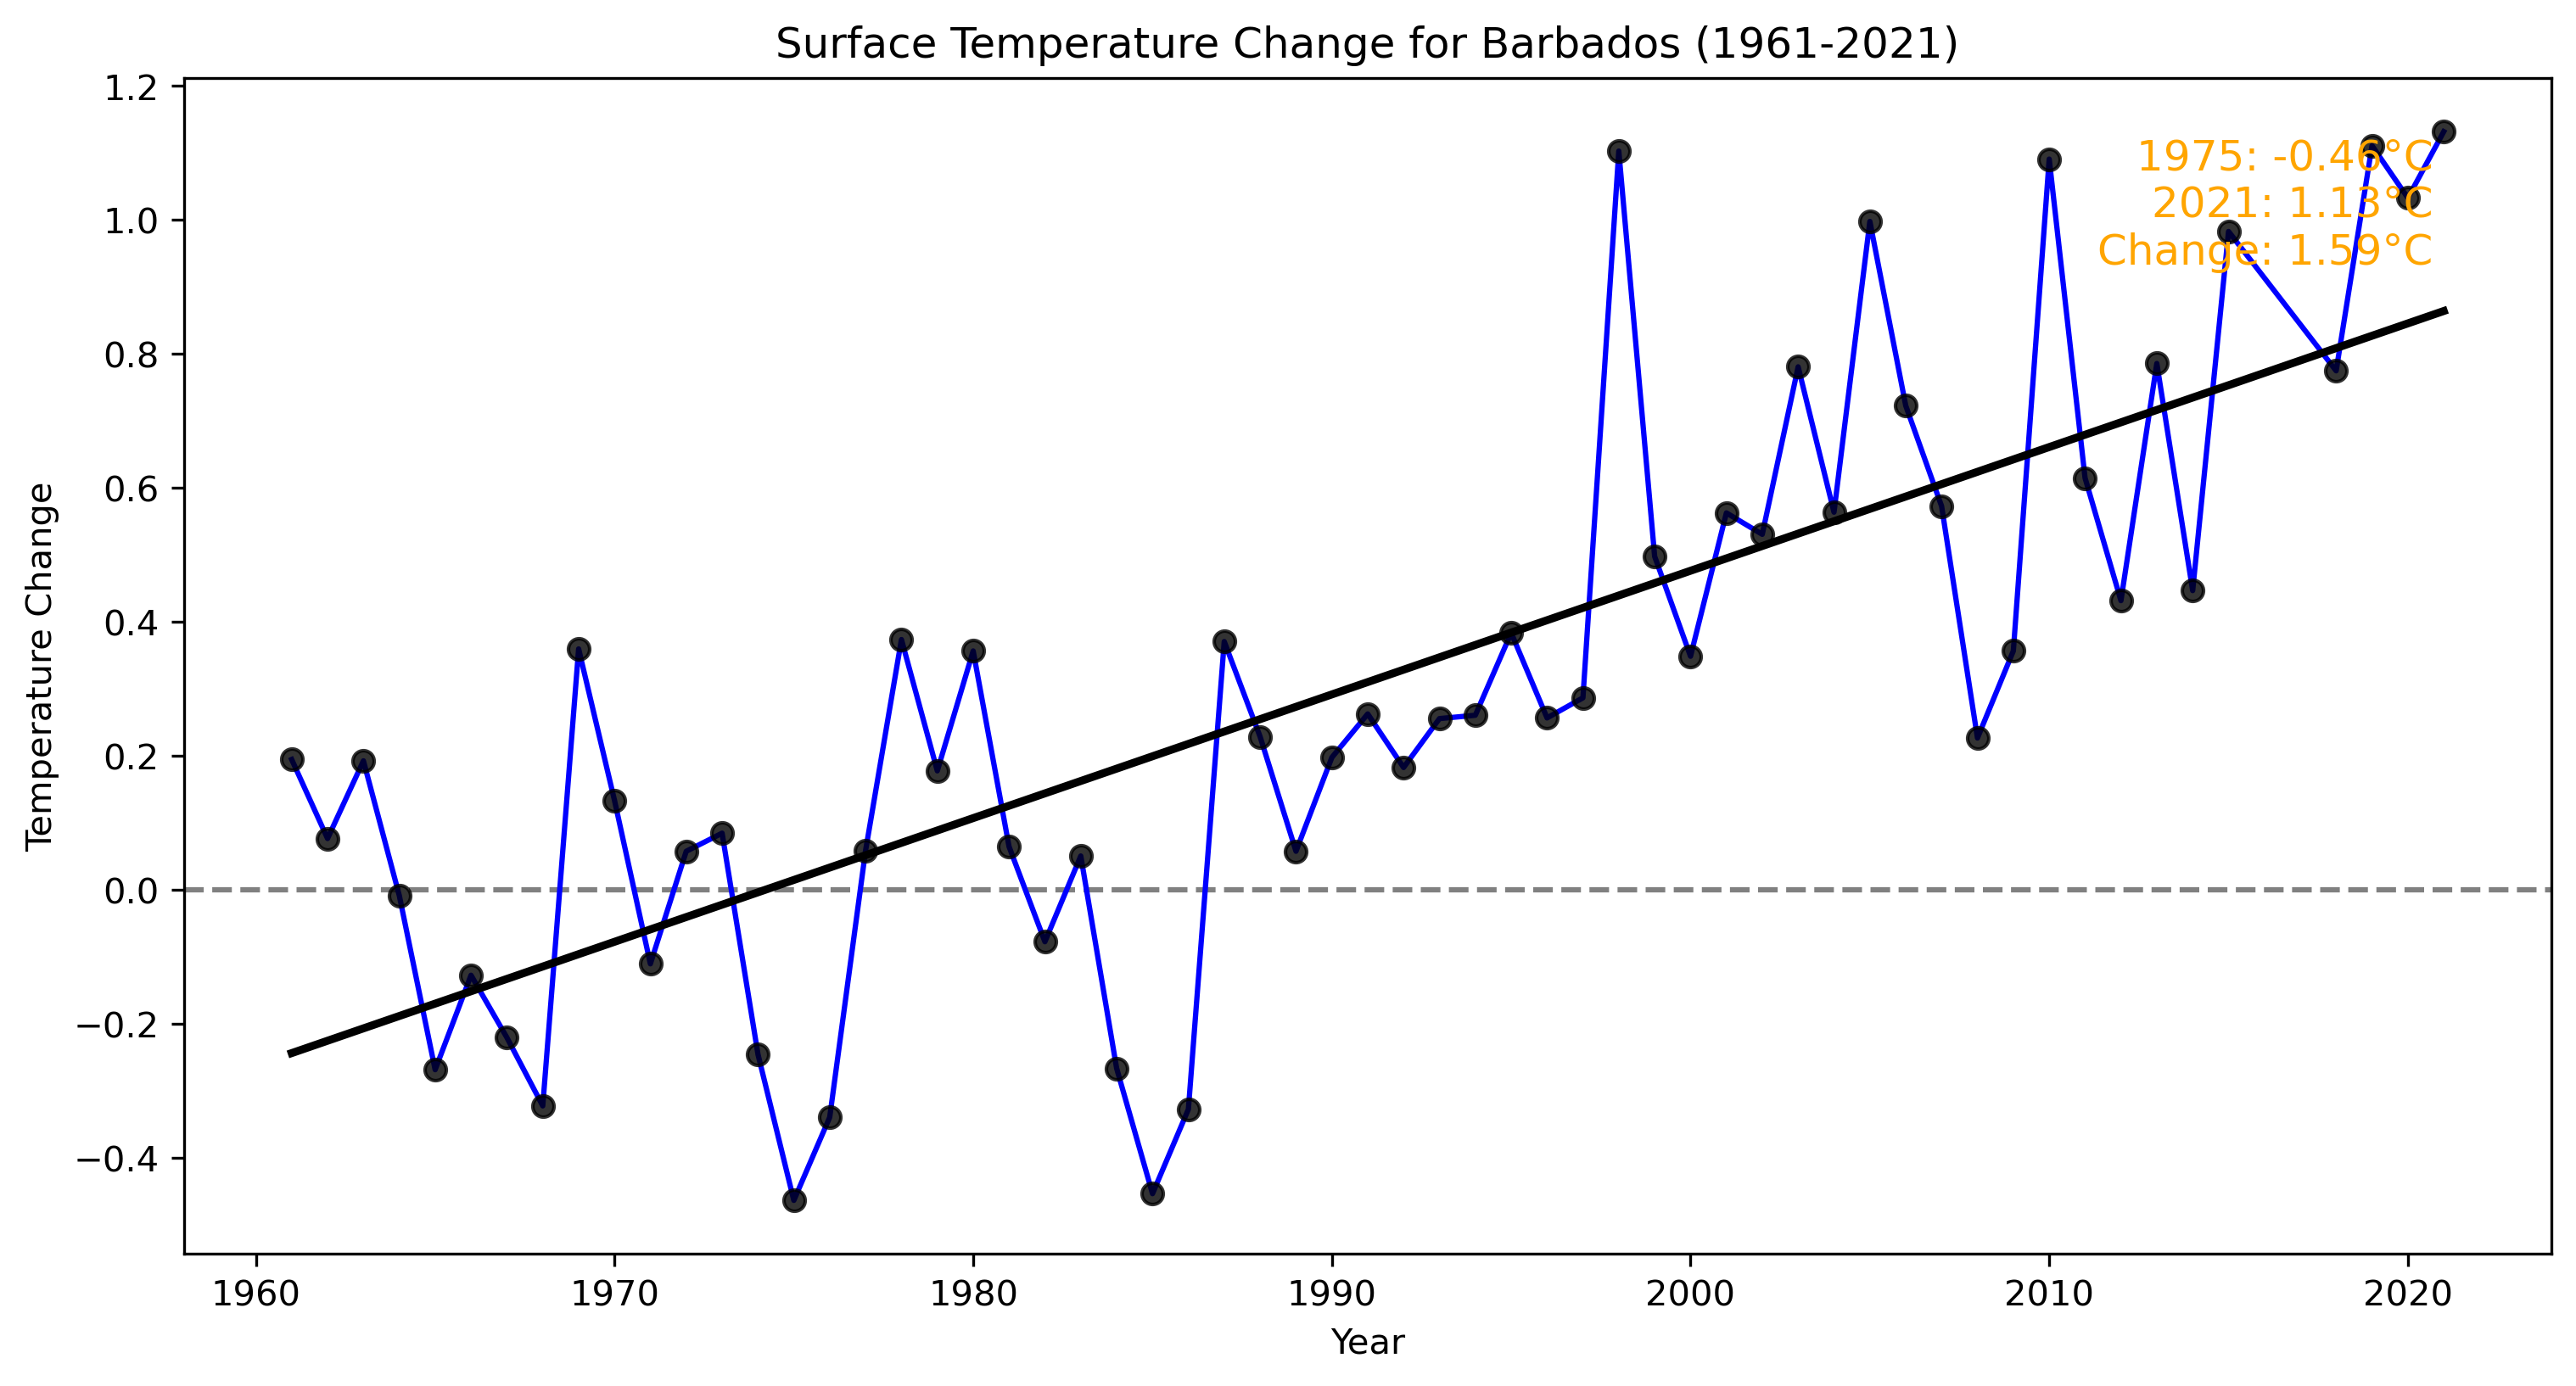 Surface Temperature Change for Barbados (1961-2021)
1.2
1.0
0.8
0.6
0.4
0.2
0.0
−0.2
−0.4
Temperature Change
1975: -0.46°C
2021: 1.13°C
Change: 1.59°C
1960 1970 1980 1990 2000 2010 2020
Year